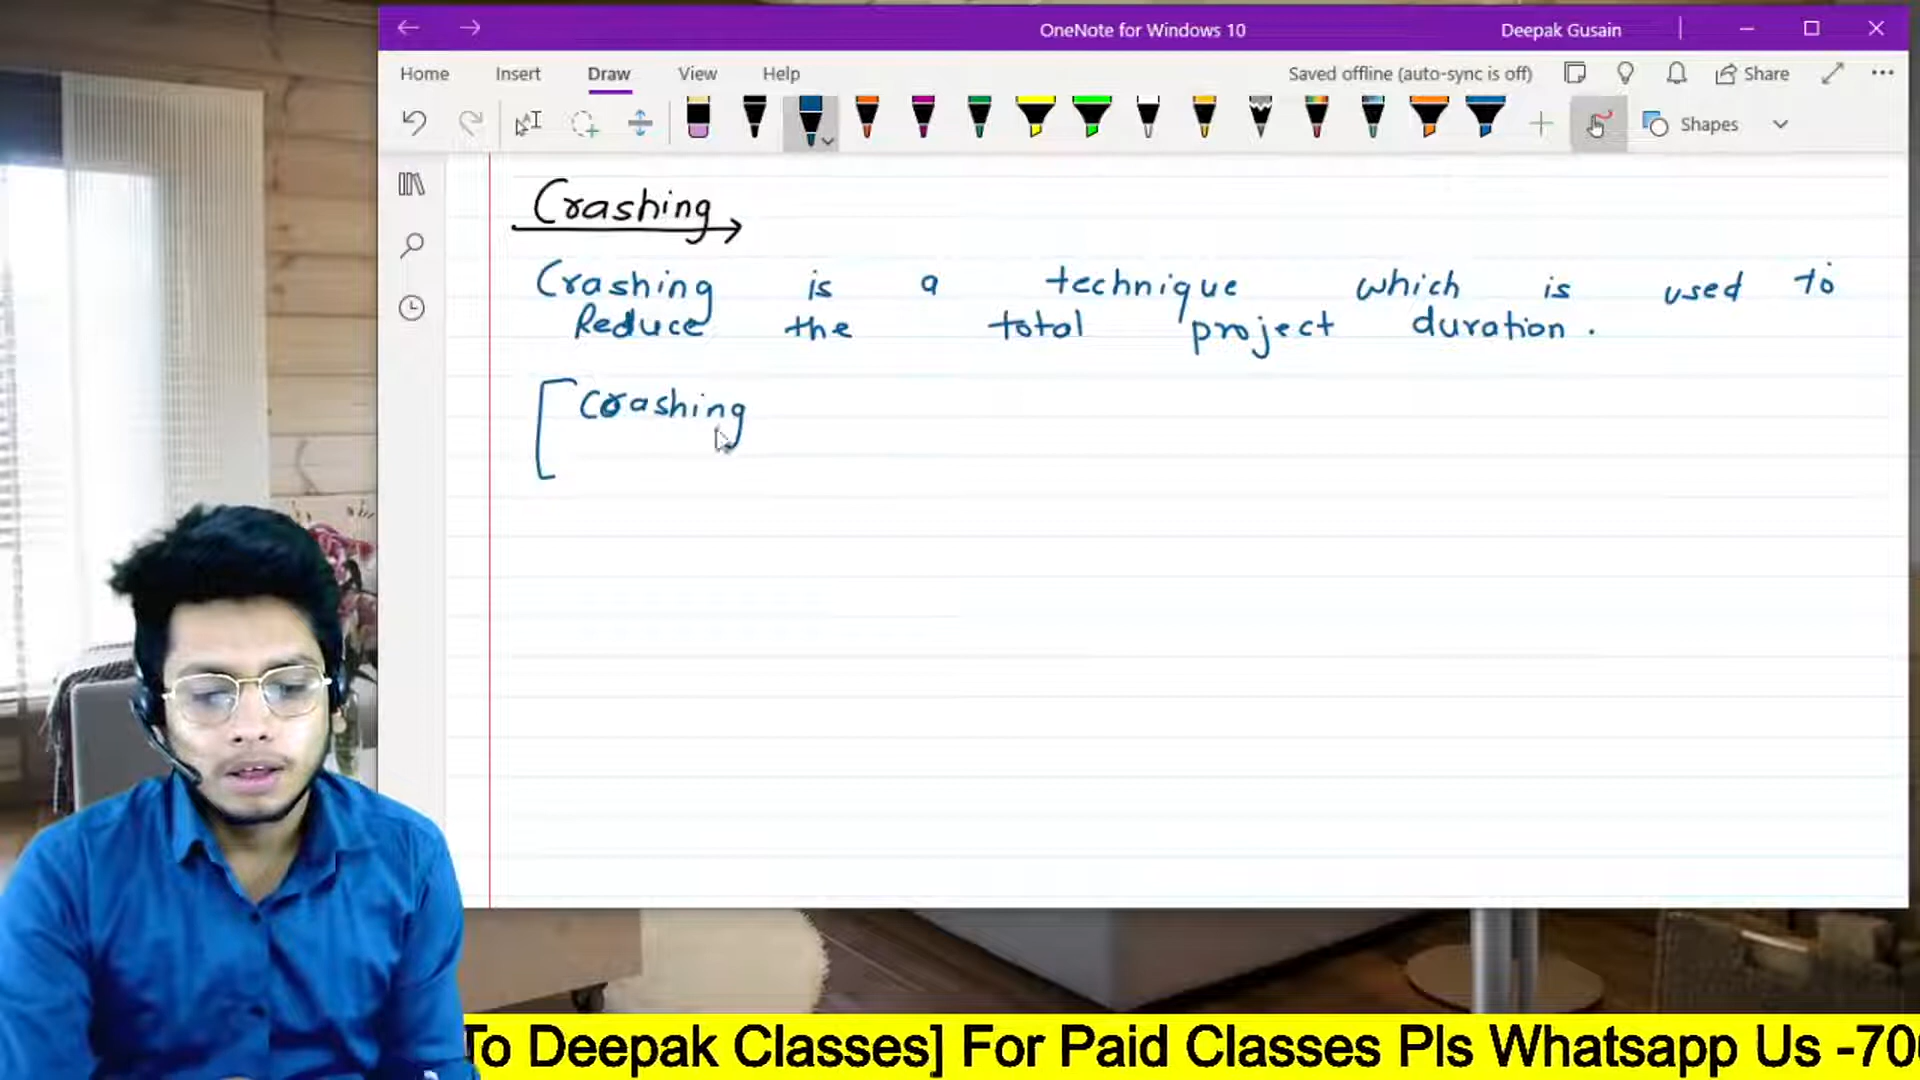 OneNote for Windows 10
Deepak Gusain
Home Insert Draw View Help
Saved offline (auto-sync is off)
Share
Shapes
Crashing
Crashing is a technique which is used to
Reduce the total project duration.
Crashing
To Deepak Classes] For Paid Classes Pls Whatsapp Us -700